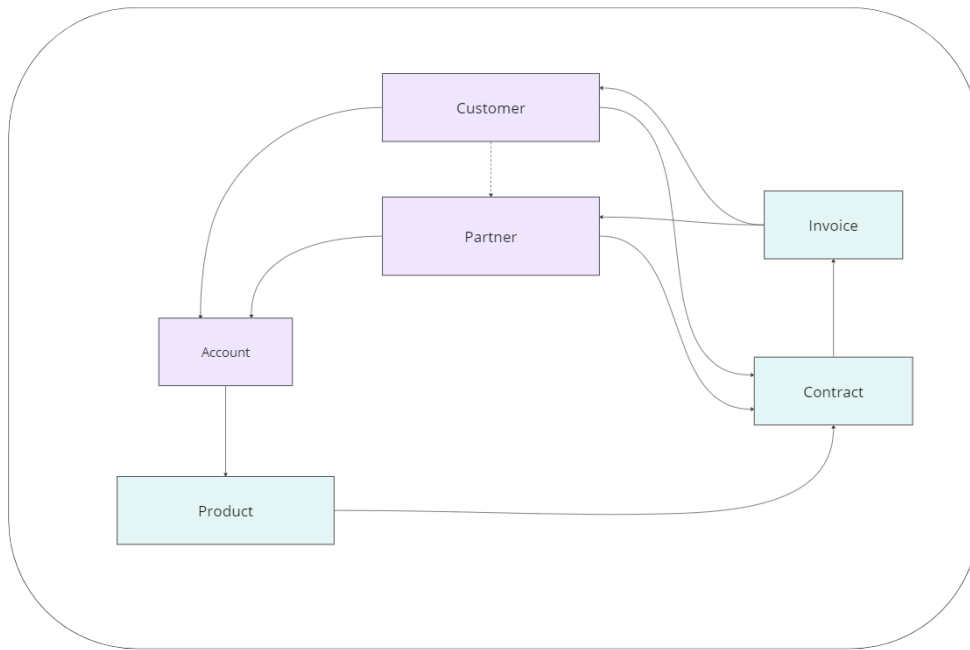 Customer
Partner
Invoice
Account
Contract
Product